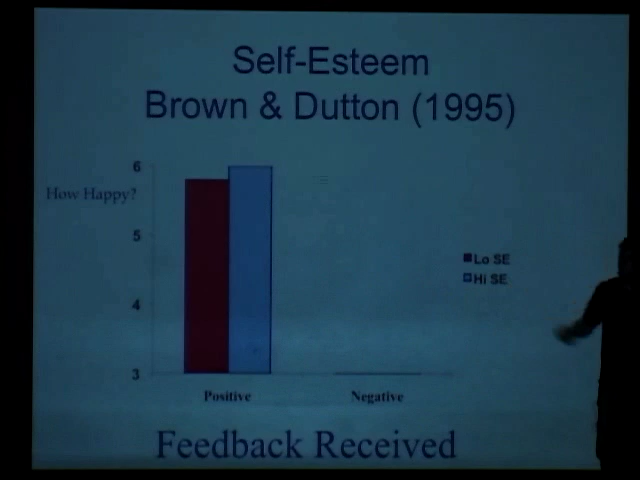 Self-Esteem
Brown & Dutton (1995)
6
How Happy?
5
4
3
Lo SE
Hi SE
Positive Negative
Feedback Received